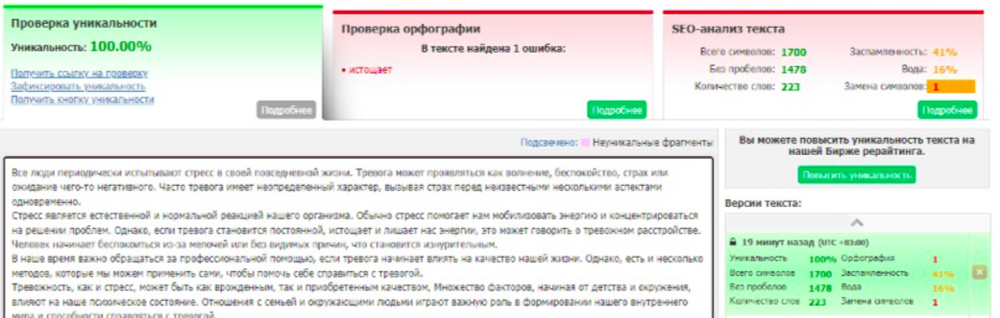 Проверка уникальности
Уникальность: 100.00%
Получить ссылку на проверку
Зафиксировать уникальность
Получить кнопку уникальности
Подробнее
Проверка орфографии
В тексте найдена 1 ошибка:
• истощает
Подробнее
SEO-анализ текста
Всего символов: 1700 Заспамленность: 41%
Без пробелов: 1478 Вода: 16%
Количество слов: 223 Замена символов: 1
Подробнее
Подсвечено: Неуникальные фрагменты
Все люди периодически испытывают стресс в своей повседневной жизни. Тревога может проявляться как волнение, беспокойство, страх или
ожидание чего-то негативного. Часто тревога имеет неопределенный характер, вызывая страх перед неизвестными несколькими аспектами
одновременно.
Стресс является естественной и нормальной реакцией нашего организма. Обычно стресс помогает нам мобилизовать энергию и концентрироваться
на решении проблем. Однако, если тревога становится постоянной, истощает и лишает нас энергии, это может говорить о тревожном расстройстве.
Человек начинает беспокоиться из-за мелочей или без видимых причин, что становится изнурительным.
В наше время важно обращаться за профессиональной помощью, если тревога начинает влиять на качество нашей жизни. Однако, есть и несколько
методов, которые мы можем применить сами, чтобы помочь себе справиться с тревогой.
Тревожность, как и стресс, может быть как врожденным, так и приобретенным качеством, Множество факторов, начиная от детства и окружения,
влияют на наше психическое состояние. Отношения с семьей и окружающими людьми играют важную роль в формировании нашего внутреннего
мира и способности справляться с тревогой.
Вы можете повысить уникальность текста на
нашей Бирже рерайтинга.
Повысить уникальность
Версии текста:
19 минут назад (UTC +03:00)
Уникальность 100% Орфография 1
Всего символов 1700 Заспамленность 41%
Без пробелов 1478 Вода 16%
Количество слов 223 Замена символов 1